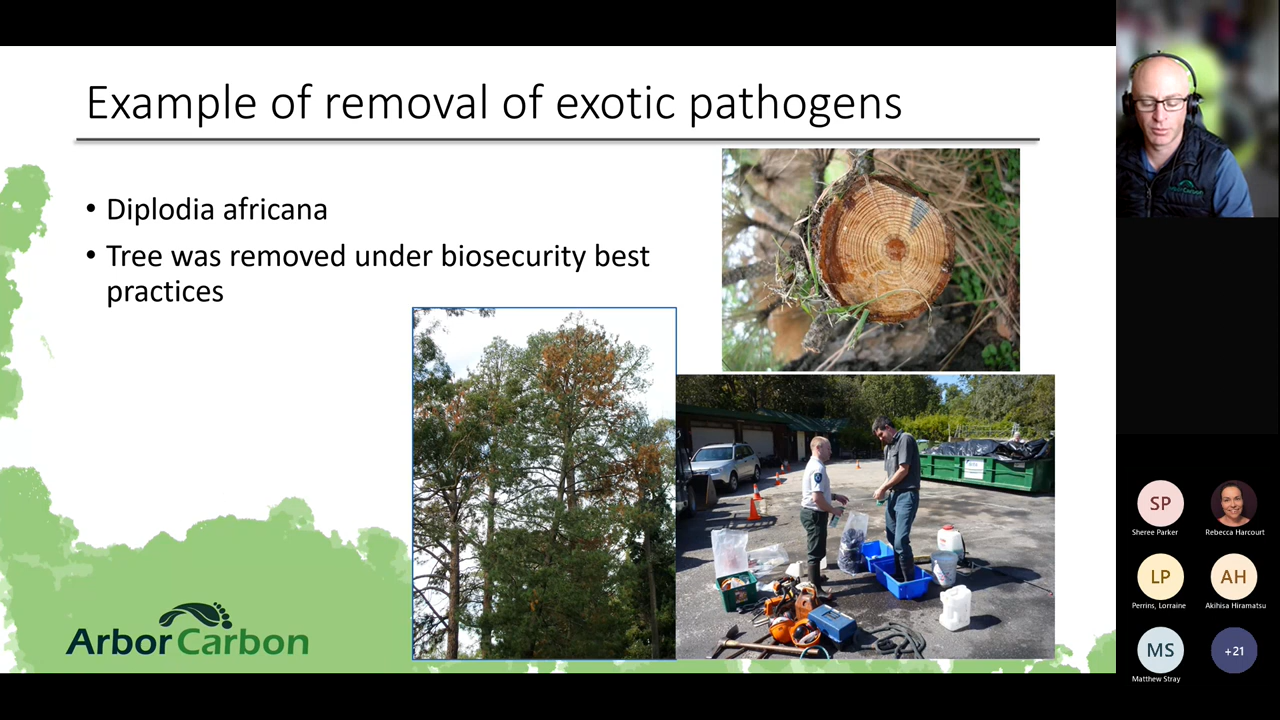 Example of removal of exotic pathogens
• Diplodia africana
• Tree was removed under biosecurity best
practices
ArborCarbon
SP
Sheree Parker
Rebecca Harcourt
LP
AH
Perrins, Lorraine
Akihisa Hiramatsu
MS
+21
Matthew Stray